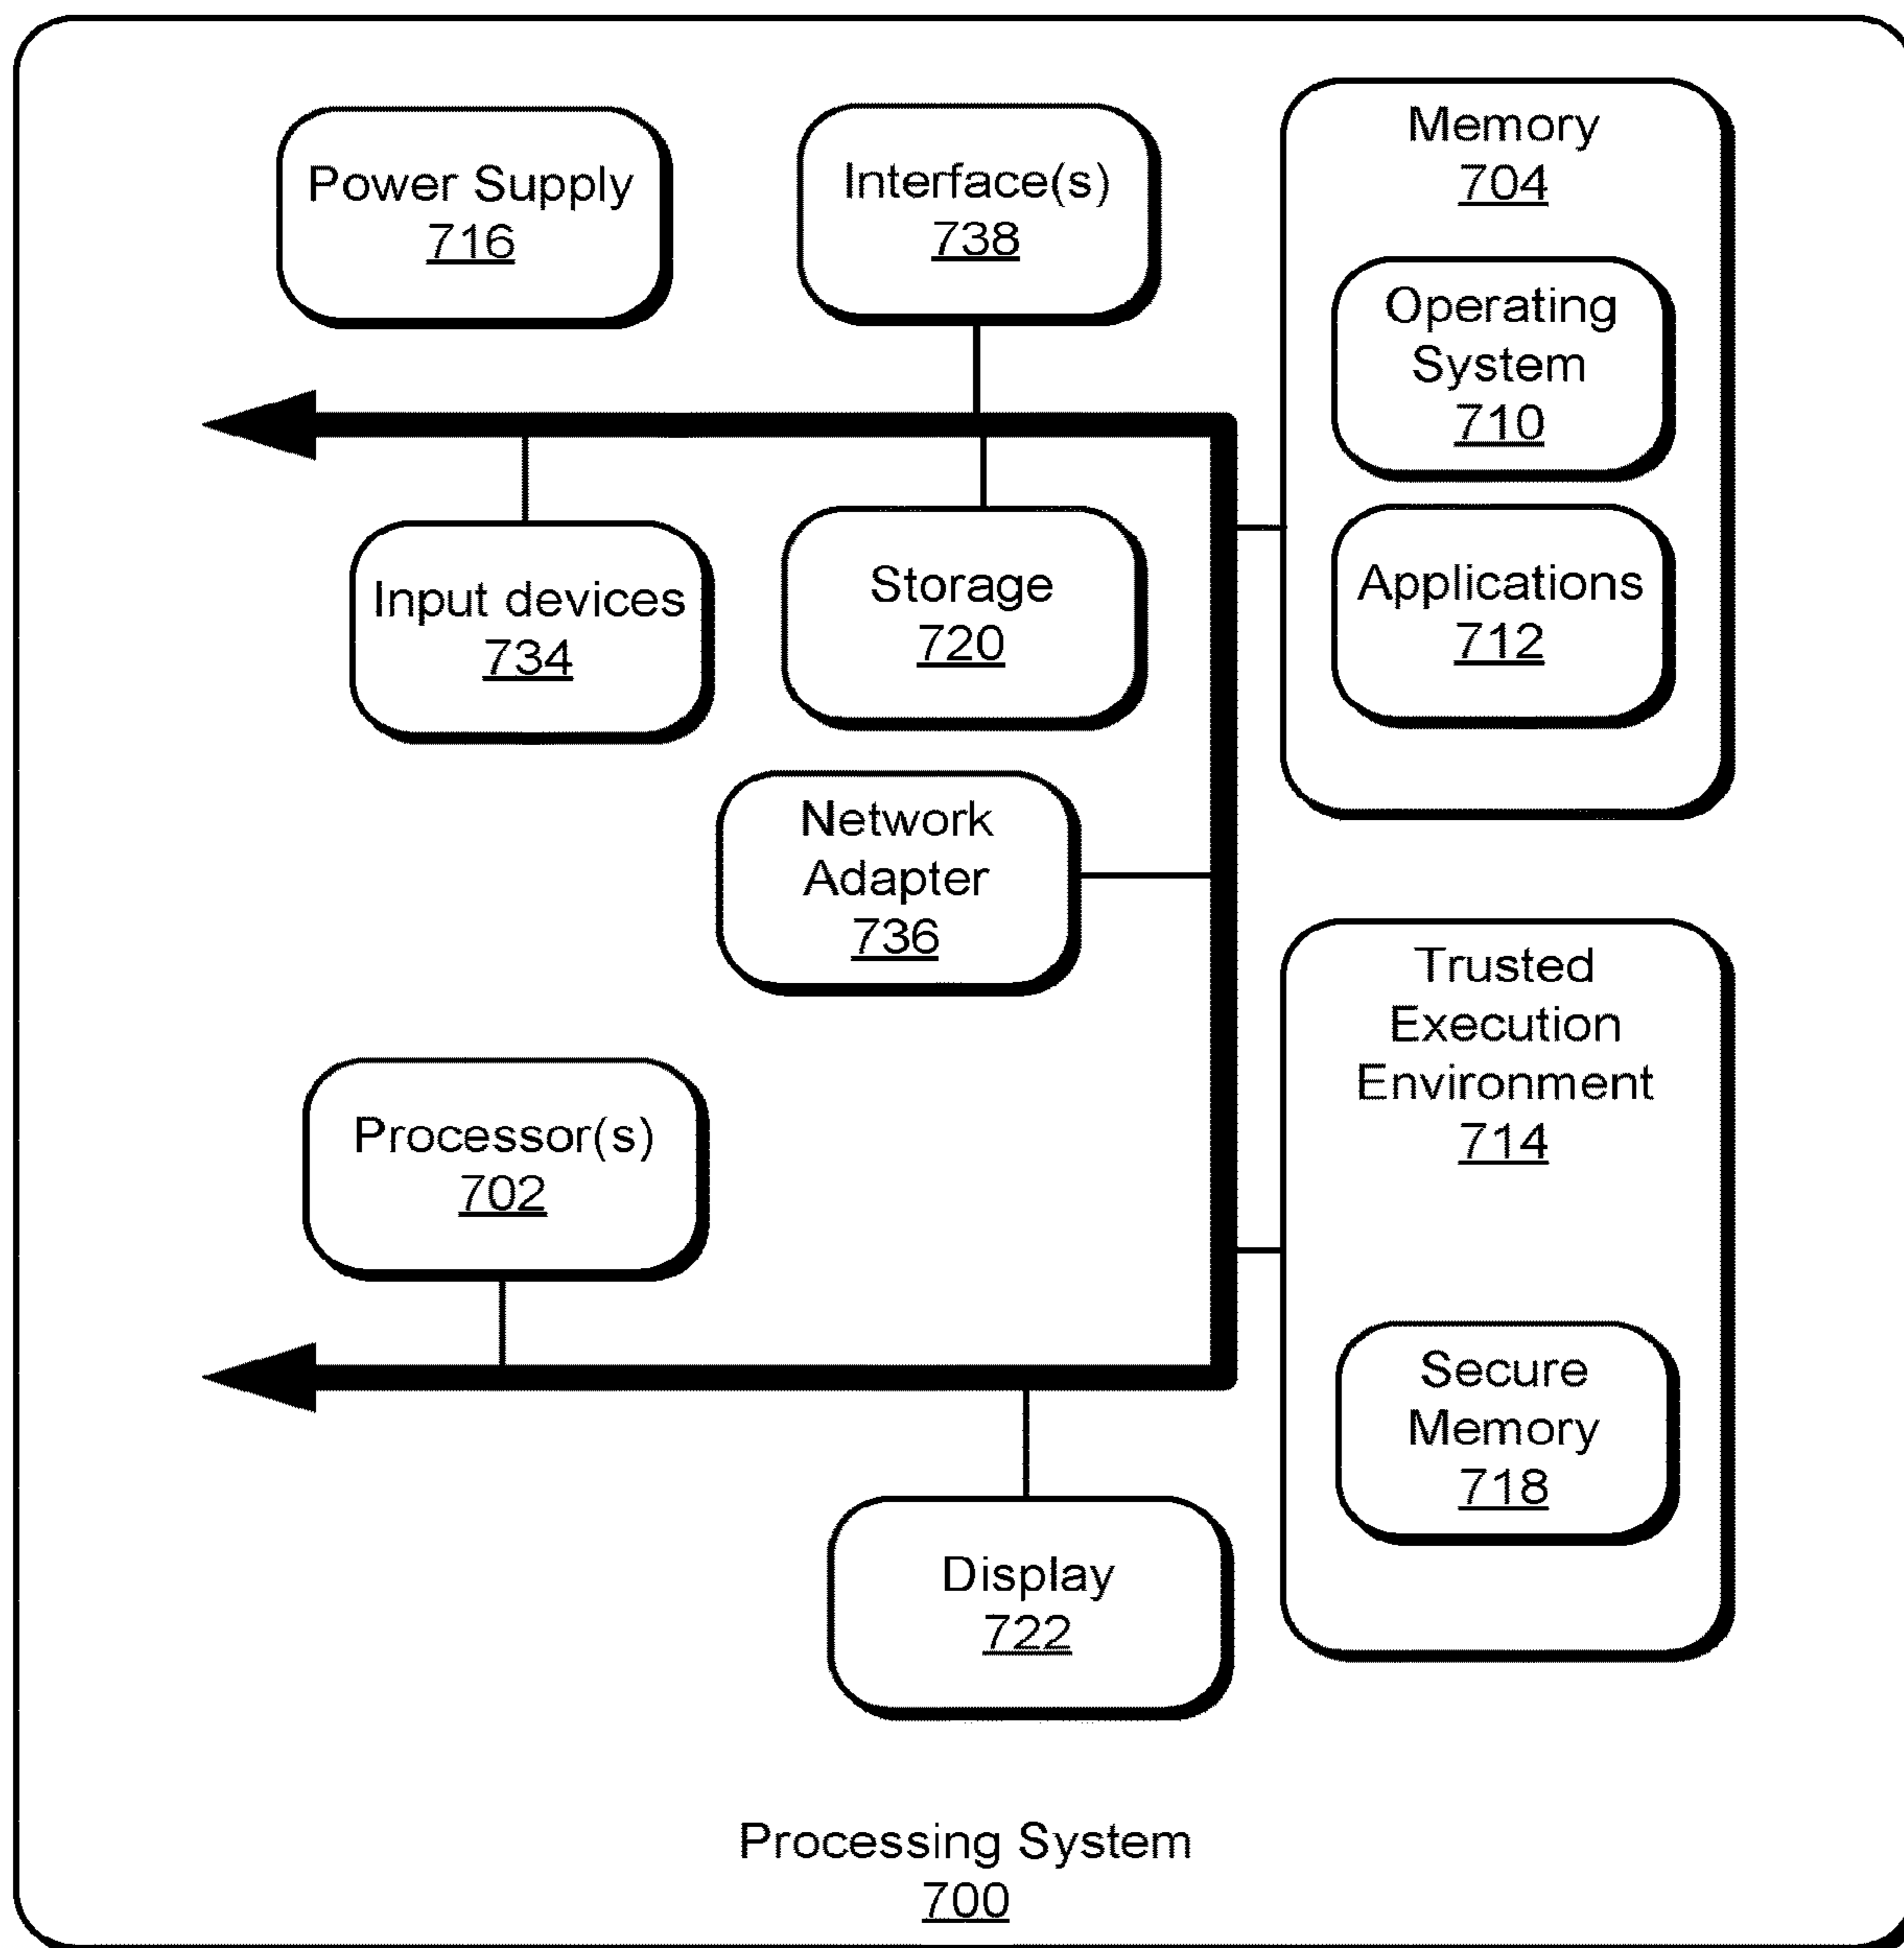 Power Supply
716
Interface(s)
738
Memory
704
Operating
System
710
Applications
712
Input devices
734
Storage
720
Network
Adapter
736
Trusted
Execution
Environment
714
Secure
Memory
718
Processor(s)
702
Display
722
Processing System
700